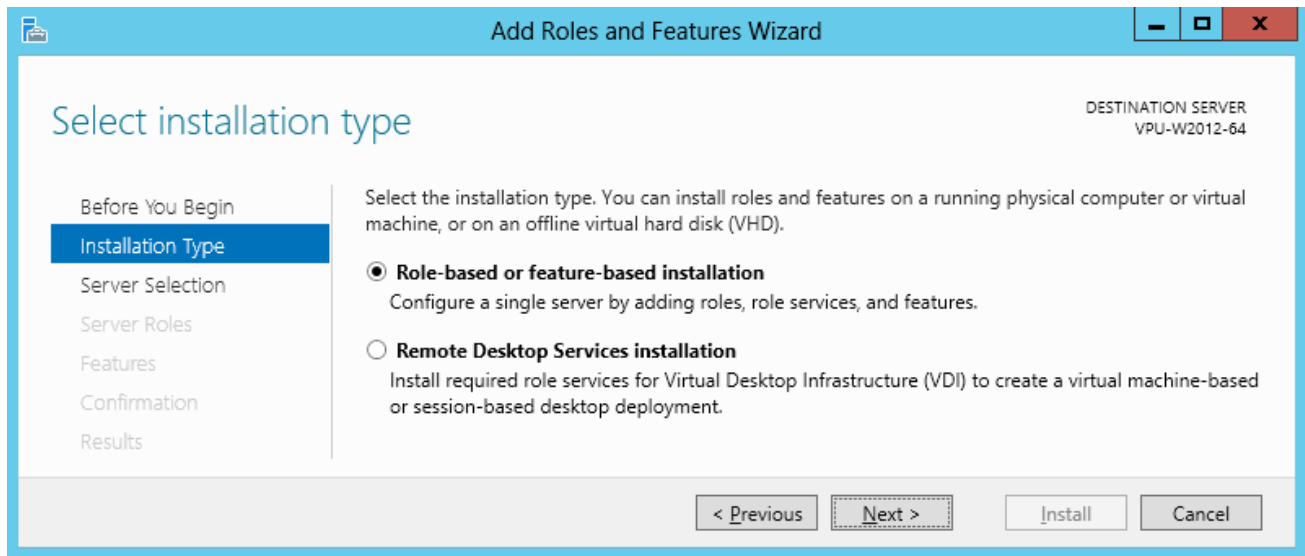 Add Roles and Features Wizard
Select installation type
DESTINATION SERVER
VPU-W2012-64
Before You Begin
Installation Type
Server Selection
Server Roles
Features
Confirmation
Results
Select the installation type. You can install roles and features on a running physical computer or virtual
machine, or on an offline virtual hard disk (VHD).
Role-based or feature-based installation
Configure a single server by adding roles, role services, and features.
Remote Desktop Services installation
Install required role services for Virtual Desktop Infrastructure (VDI) to create a virtual machine-based
or session-based desktop deployment.
< Previous
Next >
Install
Cancel